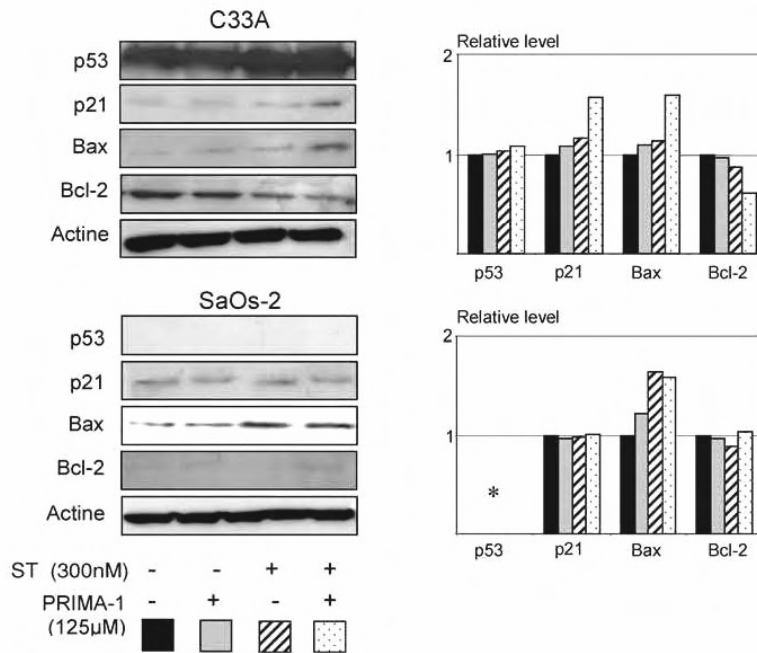 C33A
p53
p21
Bax
Bcl-2
Actine
Relative level
2
1
p53 p21 Bax Bcl-2
SaOs-2
p53
p21
Bax
Bcl-2
Actine
Relative level
2
1
*
p53 p21 Bax Bcl-2
ST (300nM) - - + +
PRIMA-1 - + - +
(125µM)